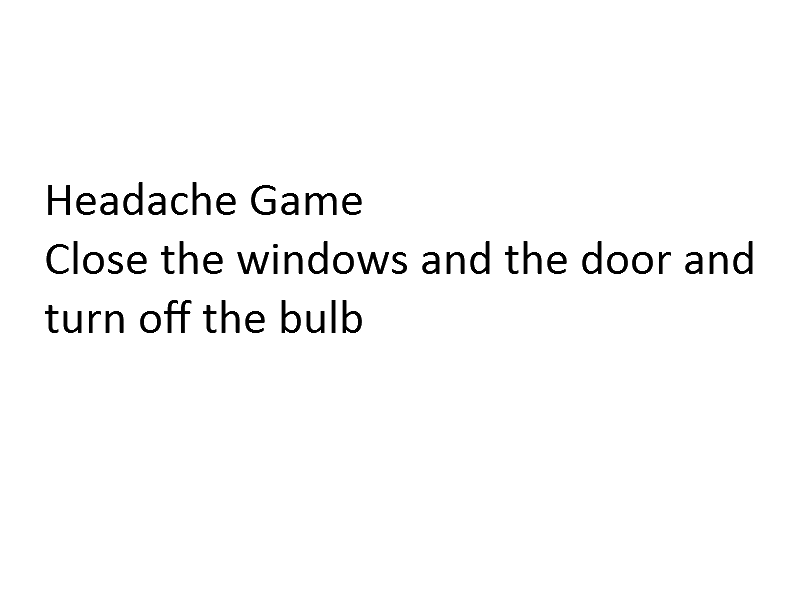 Headache Game
Close the windows and the door and
turn off the bulb